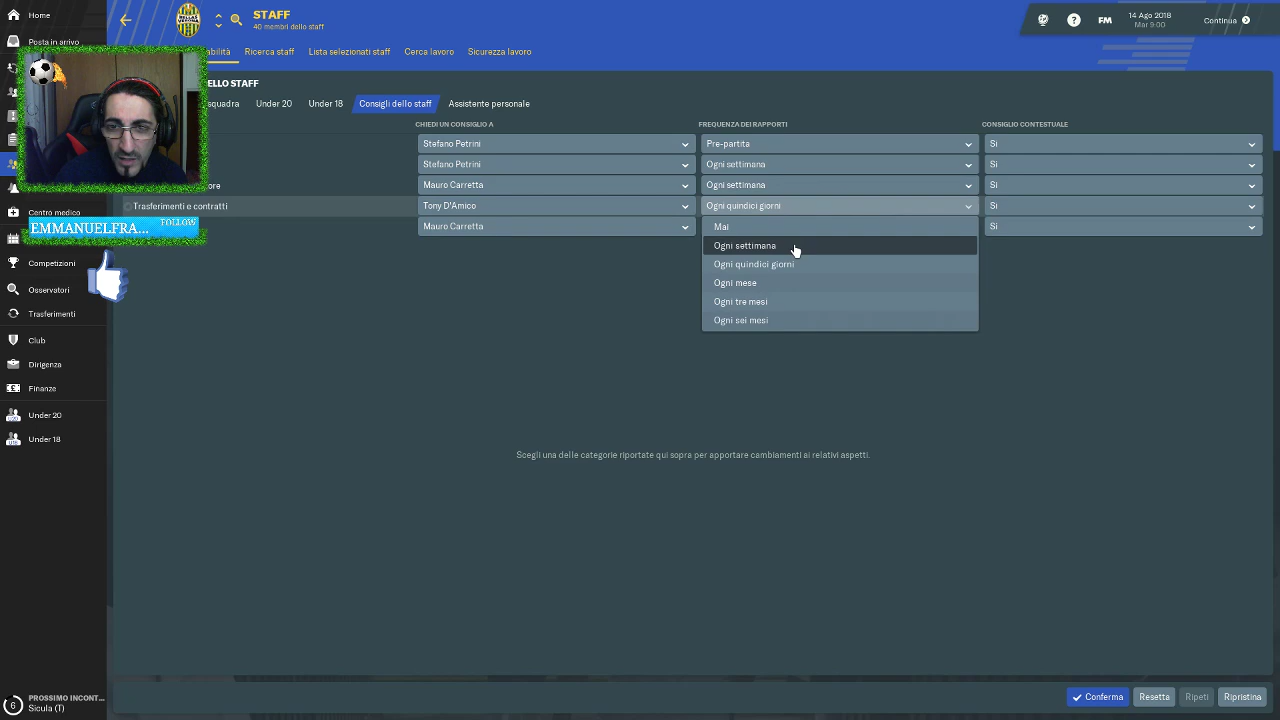 Home
STAFF
40 membri dello staff
14 Ago 2018
Mar 9:00
FM
Continua
Posta in arrivo
Ricerca staff
Lista selezionati staff
Cerca lavoro
Sicurezza lavoro
ELLO STAFF
squadra
Under 20
Under 18
Consigli dello staff
Assistente personale
CHIEDI UN CONSIGLIO A
FREQUENZA DEI RAPPORTI
CONSIGLIO CONTESTUALE
Stefano Petrini
Pre-partita
Sì
Stefano Petrini
Ogni settimana
Sì
ore
Mauro Carretta
Ogni settimana
Sì
Trasferimenti e contratti
Tony D'Amico
Ogni quindici giorni
Sì
Mauro Carretta
Sì
Mai
Ogni settimana
Ogni quindici giorni
Ogni mese
Ogni tre mesi
Ogni sei mesi
Centro medico
EMMANUELFRA...
FOLLOW
Competizioni
Osservatori
Trasferimenti
Club
Dirigenza
Finanze
Under 20
Under 18
Scegli una delle categorie riportate qui sopra per apportare cambiamenti ai relativi aspetti.
6
PROSSIMO INCONT...
Sicula (T)
Conferma
Resetta
Ripeti
Ripristina